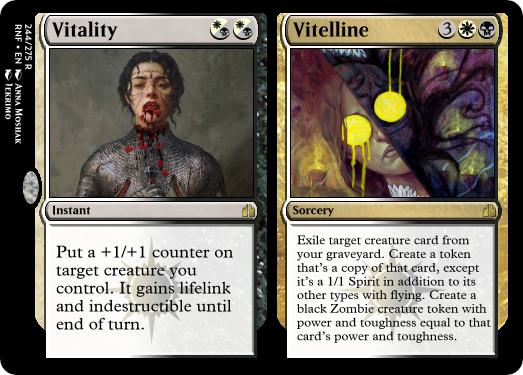 Vitality
Instant
Put a +1/+1 counter on
target creature you
control. It gains lifelink
and indestructible until
end of turn.
Vitelline 3
Sorcery
Exile target creature card from
your graveyard. Create a token
that's a copy of that card, except
it's a 1/1 Spirit in addition to its
other types with flying. Create a
black Zombie creature token with
power and toughness equal to that
card's power and toughness.
244/275 R
RNF • EN Anna Moshak
Tekrimo